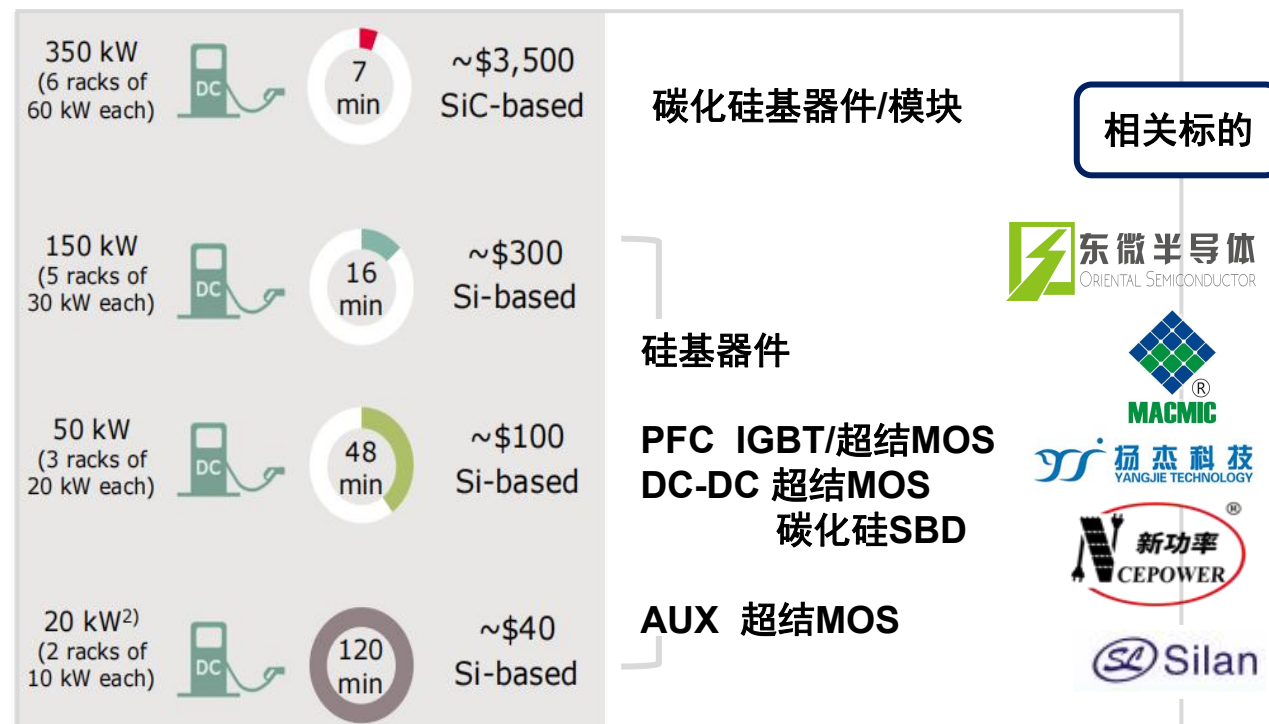 350 kW
(6 racks of
60 kW each)
DC
7
min
~$3,500
SiC-based
碳化硅基器件/模块
相关标的
150 kW
(5 racks of
30 kW each)
DC
16
min
~$300
Si-based
东微半导体
ORIENTAL SEMICONDUCTOR
硅基器件
®
MACMIC
50 kW
(3 racks of
20 kW each)
DC
48
min
~$100
Si-based
PFC IGBT/超结MOS
DC-DC 超结MOS
碳化硅SBD
扬杰科技
YANGJIE TECHNOLOGY
®
新功率
NCEPOWER
20 kW2)
(2 racks of
10 kW each)
DC
120
min
~$40
Si-based
AUX 超结MOS
SL Silan